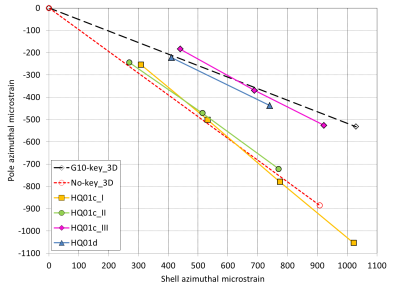 0
-100
-200
-300
-400
-500
-600
-700
-800
-900
-1000
-1100
0 100 200 300 400 500 600 700 800 900 1000 1100
Pole azimuthal microstrain
Shell azimuthal microstrain
G10-key_3D
No-key_3D
HQ01c_I
HQ01c_II
HQ01c_III
HQ01d